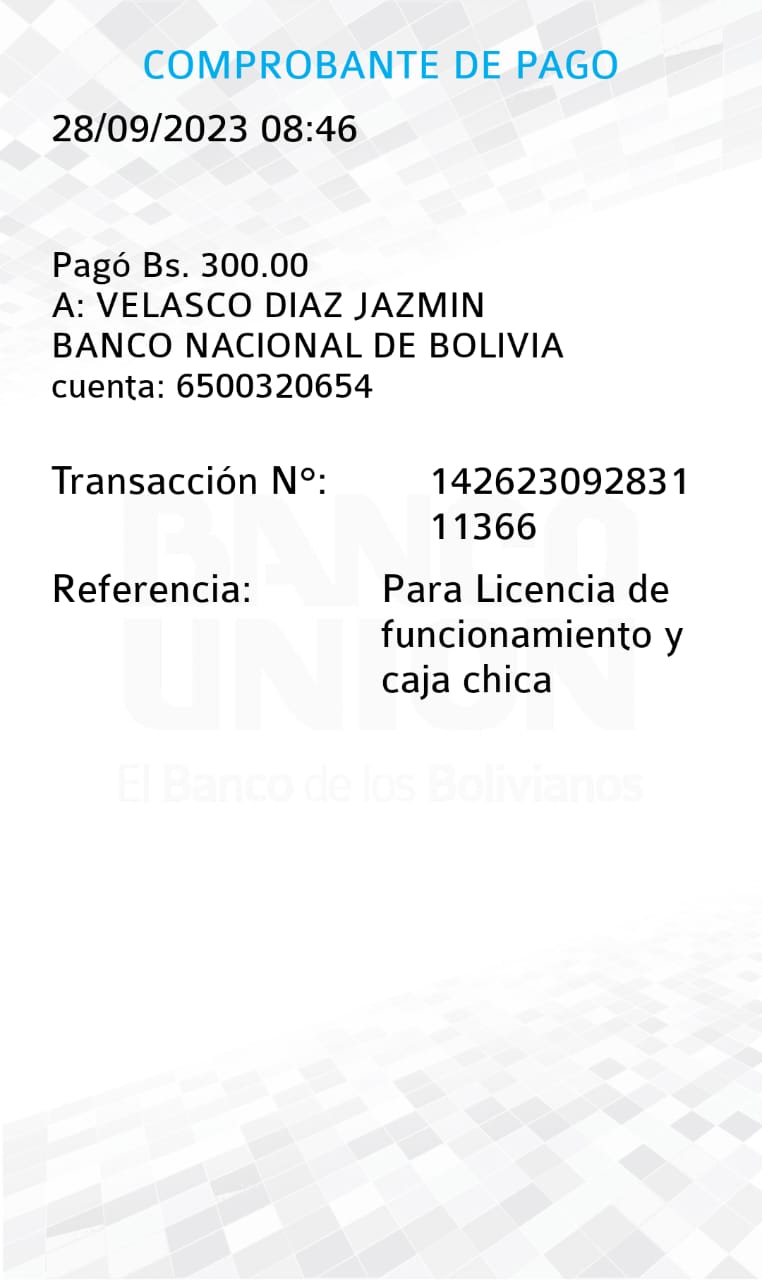 COMPROBANTE DE PAGO
28/09/2023 08:46
Pagó Bs. 300.00
A: VELASCO DIAZ JAZMIN
BANCO NACIONAL DE BOLIVIA
cuenta: 6500320654
Transacción N°: 142623092831
11366
Referencia: Para Licencia de
funcionamiento y
caja chica
BANCO
UNION
El Banco de los Bolivianos